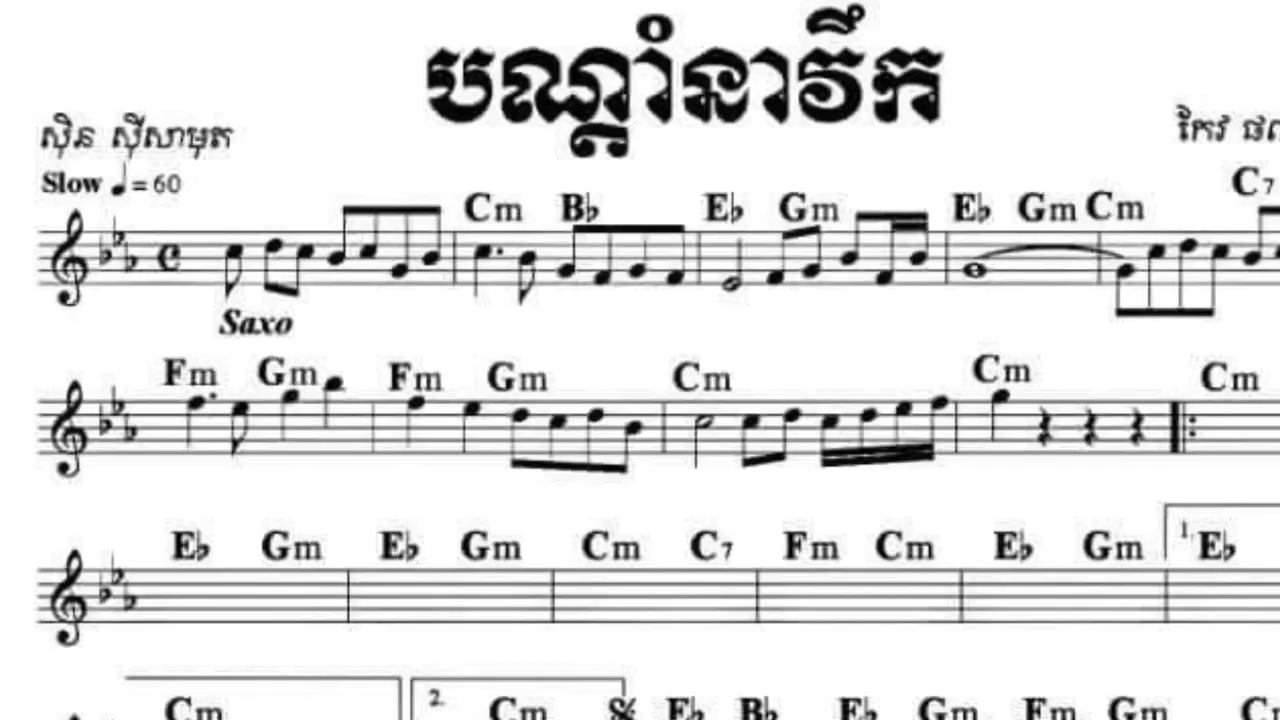 បណ្ដាំនាវិក
ស៊ិន ស៊ីសាមុត
កែវ
Slow ♩= 60
Cm B♭ E♭ Gm E♭ Gm Cm C7
Saxo
Fm Gm Fm Gm Cm Cm Cm
E♭ Gm E♭ Gm Cm C7 Fm Cm E♭ Gm 1. E♭
Cm 2. Cm 𝄋 E♭ B♭ E♭ Gm Fm Gm